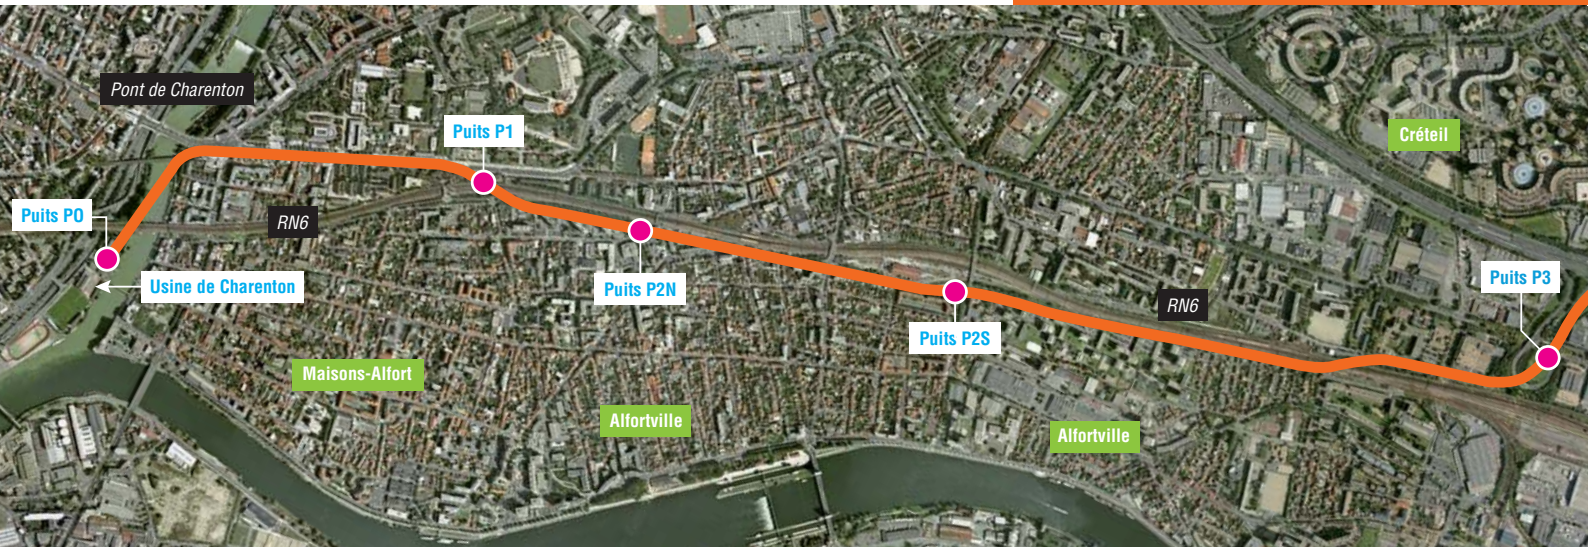 Pont de Charenton
Puits P1
Créteil
Puits P0
RN6
Usine de Charenton
Puits P2N
Puits P3
RN6
Puits P2S
Maisons-Alfort
Alfortville
Alfortville